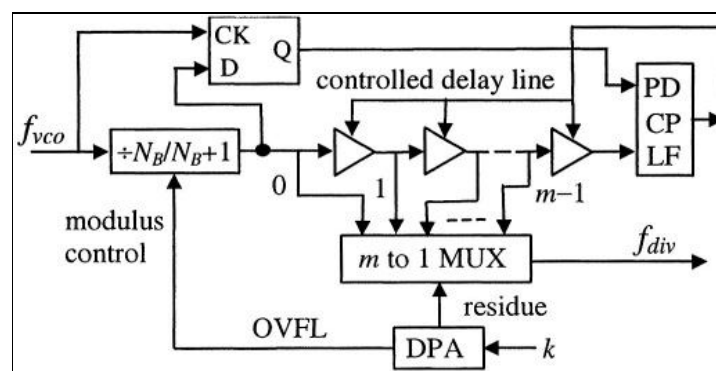 CK
Q
D
controlled delay line
PD
CP
LF
f_vco
÷N_B/N_B+1
0
1
m−1
modulus
control
m to 1 MUX
f_div
residue
OVFL
DPA
k